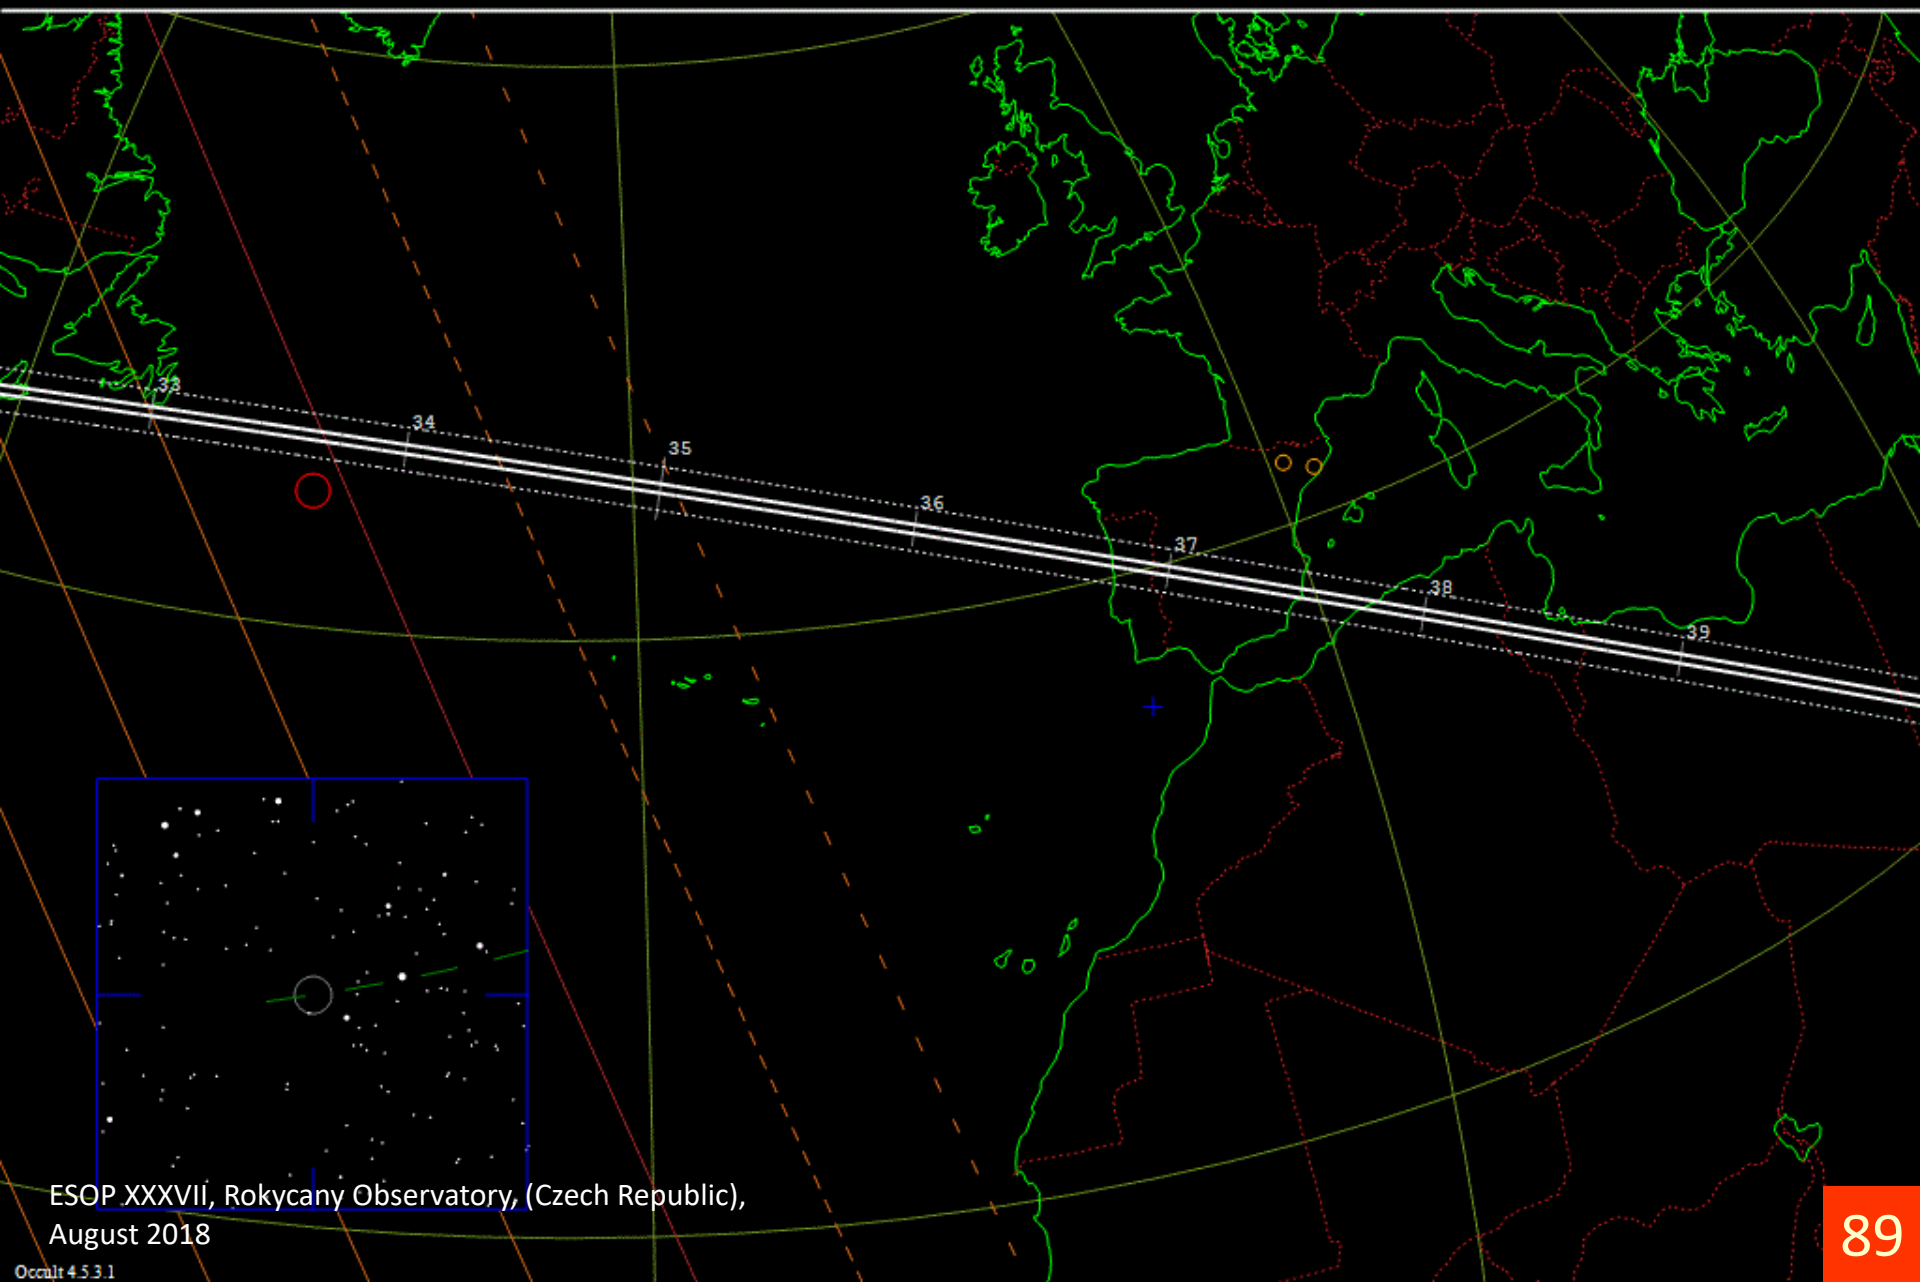 33
34
35
36
37
38
39
ESOP XXXVII, Rokycany Observatory, (Czech Republic),
August 2018
89
Occult 4.5.3.1